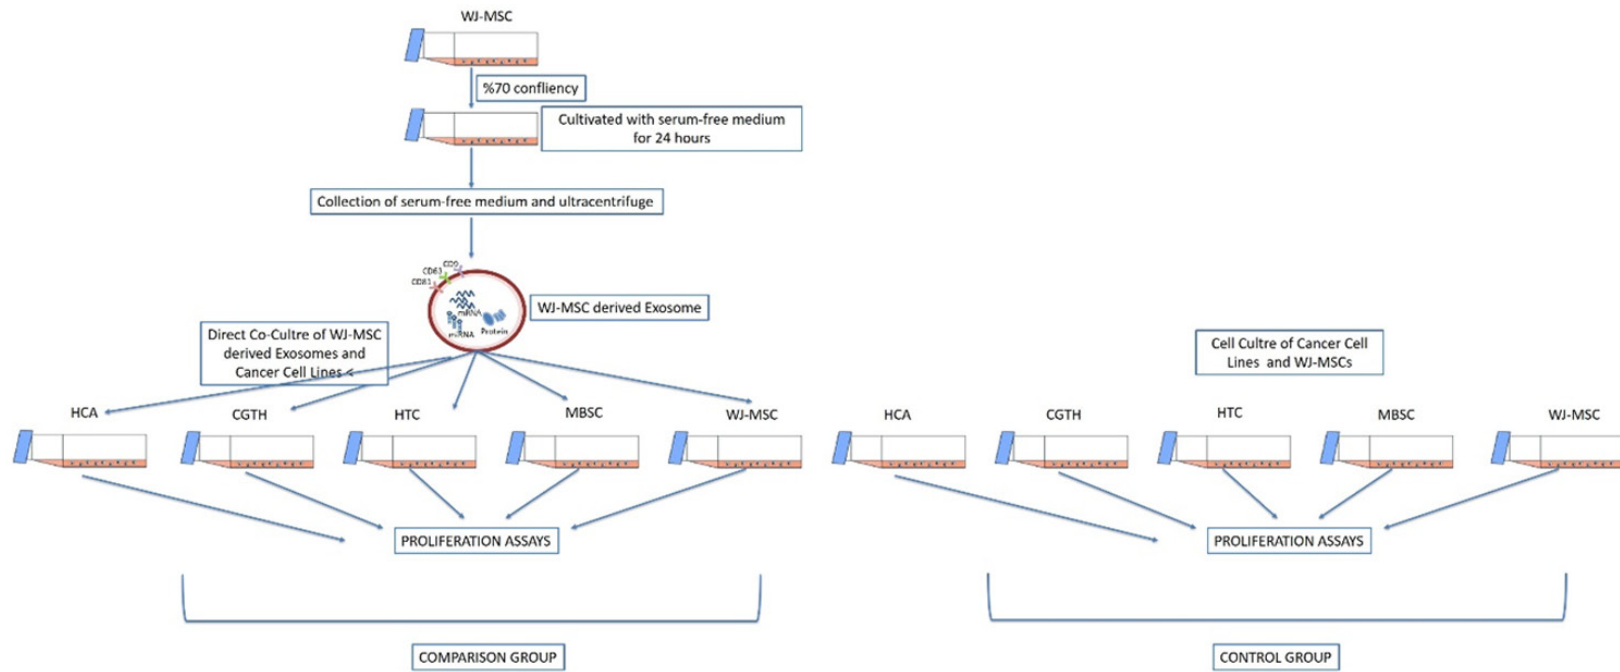 WJ-MSC
%70 confliency
Cultivated with serum-free medium
for 24 hours
Collection of serum-free medium and ultracentrifuge
CD9
CD63
CD81
mRNA
miRNA
Protein
WJ-MSC derived Exosome
Direct Co-Cultre of WJ-MSC
derived Exosomes and
Cancer Cell Lines <
HCA
CGTH
HTC
MBSC
WJ-MSC
PROLIFERATION ASSAYS
COMPARISON GROUP
Cell Cultre of Cancer Cell
Lines and WJ-MSCs
HCA
CGTH
HTC
MBSC
WJ-MSC
PROLIFERATION ASSAYS
CONTROL GROUP